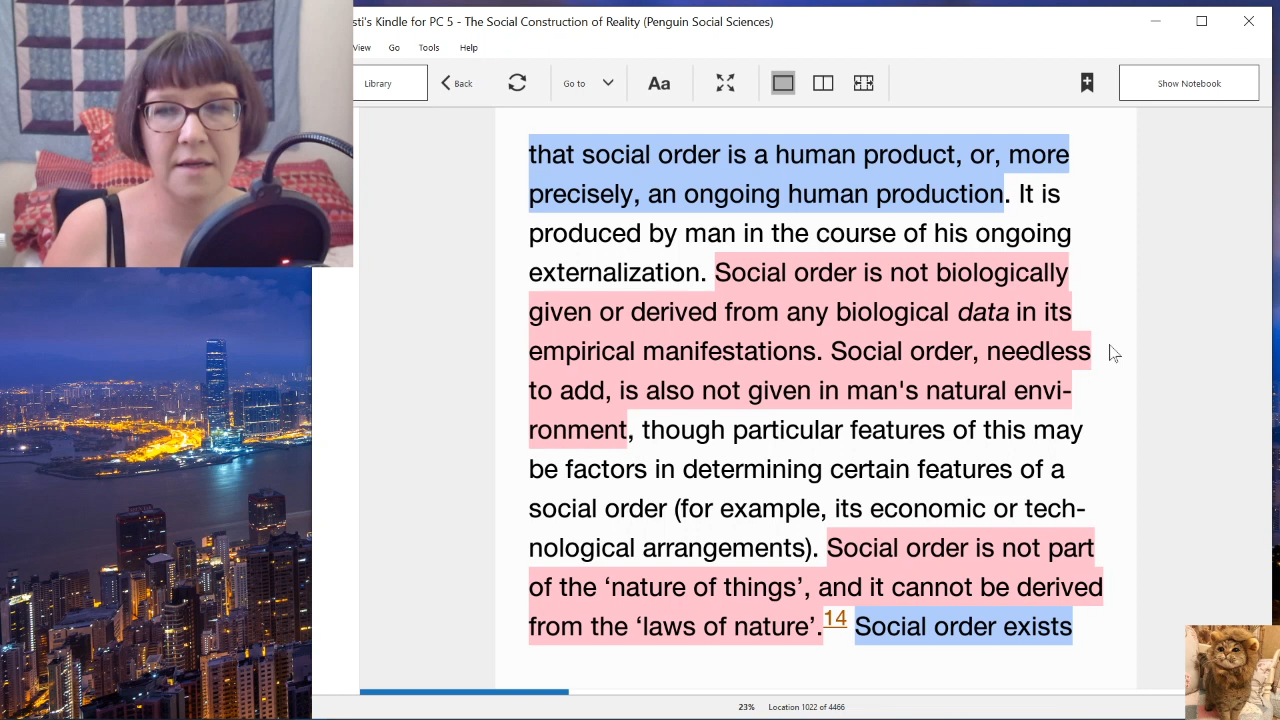 sti's Kindle for PC 5 - The Social Construction of Reality (Penguin Social Sciences)
View Go Tools Help
Library Back Go to Aa Show Notebook
that social order is a human product, or, more
precisely, an ongoing human production. It is
produced by man in the course of his ongoing
externalization. Social order is not biologically
given or derived from any biological data in its
empirical manifestations. Social order, needless
to add, is also not given in man's natural envi-
ronment, though particular features of this may
be factors in determining certain features of a
social order (for example, its economic or tech-
nological arrangements). Social order is not part
of the ‘nature of things’, and it cannot be derived
from the ‘laws of nature’.14 Social order exists
23% Location 1022 of 4466